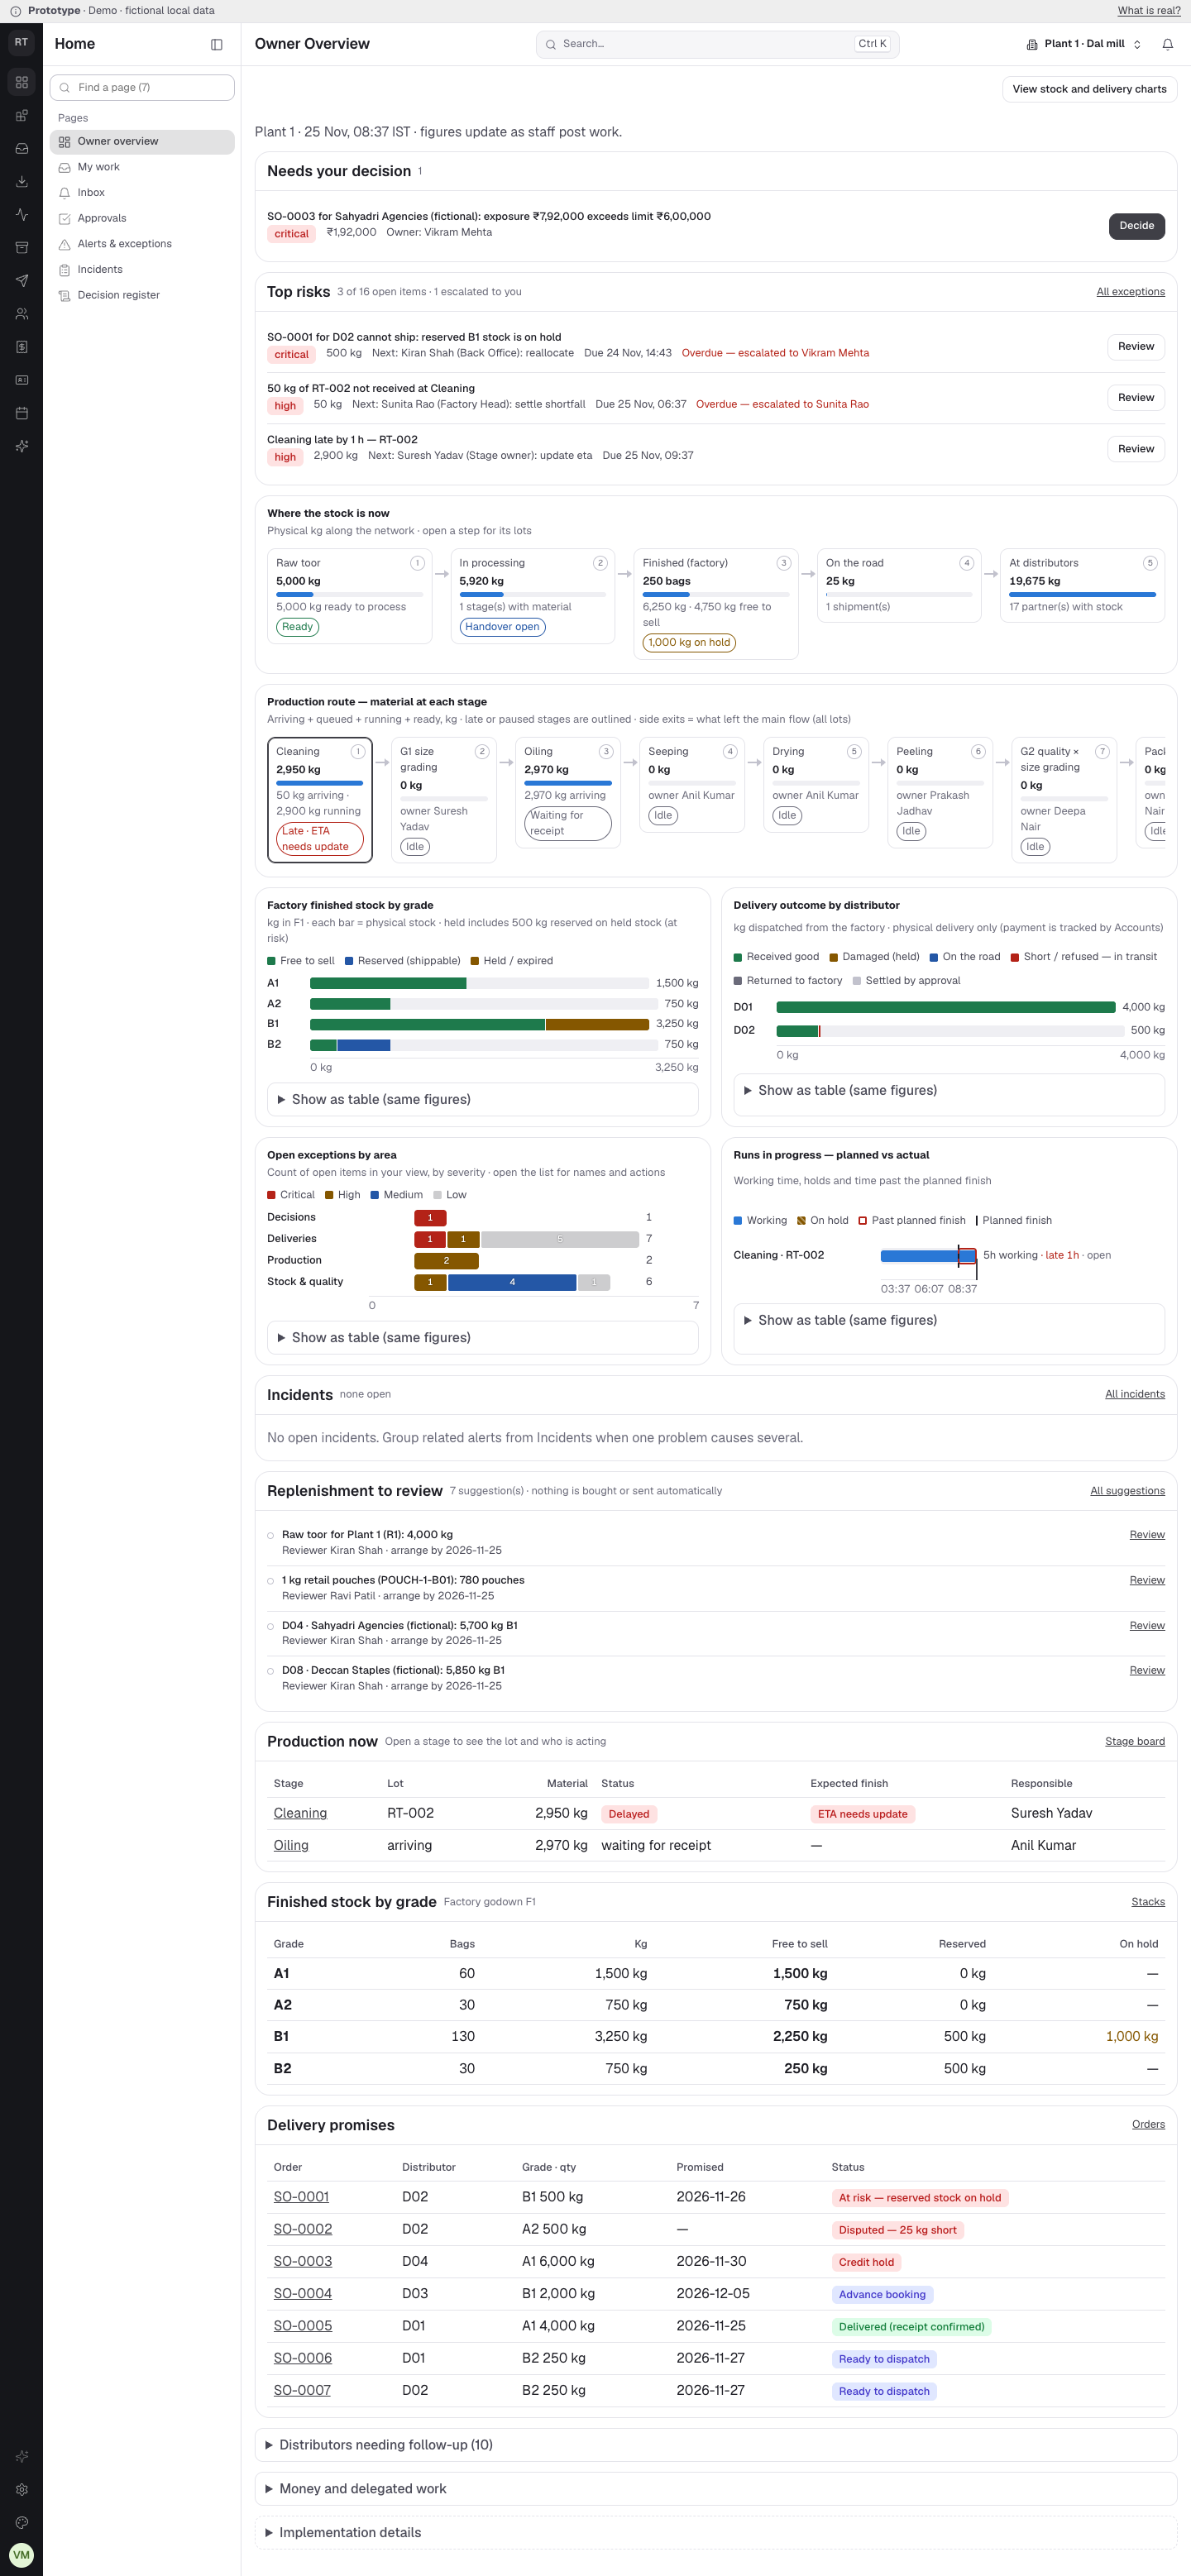 Prototype · Demo · fictional local data
What is real?
RT
Home
Find a page (7)
Pages
Owner overview
My work
Inbox
Approvals
Alerts & exceptions
Incidents
Decision register
VM
Owner Overview
Search...
Ctrl K
Plant 1 · Dal mill
View stock and delivery charts
Plant 1 · 25 Nov, 08:37 IST · figures update as staff post work.
Needs your decision 1
SO-0003 for Sahyadri Agencies (fictional): exposure ₹7,92,000 exceeds limit ₹6,00,000
critical ₹1,92,000 Owner: Vikram Mehta
Decide
Top risks 3 of 16 open items · 1 escalated to you
All exceptions
SO-0001 for D02 cannot ship: reserved B1 stock is on hold
critical 500 kg Next: Kiran Shah (Back Office): reallocate Due 24 Nov, 14:43 Overdue — escalated to Vikram Mehta
Review
50 kg of RT-002 not received at Cleaning
high 50 kg Next: Sunita Rao (Factory Head): settle shortfall Due 25 Nov, 06:37 Overdue — escalated to Sunita Rao
Review
Cleaning late by 1 h — RT-002
high 2,900 kg Next: Suresh Yadav (Stage owner): update eta Due 25 Nov, 09:37
Review
Where the stock is now
Physical kg along the network · open a step for its lots
Raw toor 1
5,000 kg
5,000 kg ready to process
Ready
In processing 2
5,920 kg
1 stage(s) with material
Handover open
Finished (factory) 3
250 bags
6,250 kg · 4,750 kg free to
sell
1,000 kg on hold
On the road 4
25 kg
1 shipment(s)
At distributors 5
19,675 kg
17 partner(s) with stock
Production route — material at each stage
Arriving + queued + running + ready, kg · late or paused stages are outlined · side exits = what left the main flow (all lots)
Cleaning 1
2,950 kg
50 kg arriving ·
2,900 kg running
Late · ETA
needs update
G1 size 2
grading
0 kg
owner Suresh
Yadav
Idle
Oiling 3
2,970 kg
2,970 kg arriving
Waiting for
receipt
Seeping 4
0 kg
owner Anil Kumar
Idle
Drying 5
0 kg
owner Anil Kumar
Idle
Peeling 6
0 kg
owner Prakash
Jadhav
Idle
G2 quality × 7
size grading
0 kg
owner Deepa
Nair
Idle
Pack
0 kg
own
Nair
Idle
Factory finished stock by grade
kg in F1 · each bar = physical stock · held includes 500 kg reserved on held stock (at
risk)
Free to sell Reserved (shippable) Held / expired
A1 1,500 kg
A2 750 kg
B1 3,250 kg
B2 750 kg
0 kg 3,250 kg
Show as table (same figures)
Delivery outcome by distributor
kg dispatched from the factory · physical delivery only (payment is tracked by Accounts)
Received good Damaged (held) On the road Short / refused — in transit
Returned to factory Settled by approval
D01 4,000 kg
D02 500 kg
0 kg 4,000 kg
Show as table (same figures)
Open exceptions by area
Count of open items in your view, by severity · open the list for names and actions
Critical High Medium Low
Decisions 1 1
Deliveries 1 1 5 7
Production 2 2
Stock & quality 1 4 1 6
0 7
Show as table (same figures)
Runs in progress — planned vs actual
Working time, holds and time past the planned finish
Working On hold Past planned finish Planned finish
Cleaning · RT-002 5h working · late 1h · open
03:37 06:07 08:37
Show as table (same figures)
Incidents none open
All incidents
No open incidents. Group related alerts from Incidents when one problem causes several.
Replenishment to review 7 suggestion(s) · nothing is bought or sent automatically
All suggestions
Raw toor for Plant 1 (R1): 4,000 kg
Review
Reviewer Kiran Shah · arrange by 2026-11-25
1 kg retail pouches (POUCH-1-B01): 780 pouches
Review
Reviewer Ravi Patil · arrange by 2026-11-25
D04 · Sahyadri Agencies (fictional): 5,700 kg B1
Review
Reviewer Kiran Shah · arrange by 2026-11-25
D08 · Deccan Staples (fictional): 5,850 kg B1
Review
Reviewer Kiran Shah · arrange by 2026-11-25
Production now Open a stage to see the lot and who is acting
Stage board
Stage Lot Material Status Expected finish Responsible
Cleaning RT-002 2,950 kg Delayed ETA needs update Suresh Yadav
Oiling arriving 2,970 kg waiting for receipt — Anil Kumar
Finished stock by grade Factory godown F1
Stacks
Grade Bags Kg Free to sell Reserved On hold
A1 60 1,500 kg 1,500 kg 0 kg —
A2 30 750 kg 750 kg 0 kg —
B1 130 3,250 kg 2,250 kg 500 kg 1,000 kg
B2 30 750 kg 250 kg 500 kg —
Delivery promises
Orders
Order Distributor Grade · qty Promised Status
SO-0001 D02 B1 500 kg 2026-11-26 At risk — reserved stock on hold
SO-0002 D02 A2 500 kg — Disputed — 25 kg short
SO-0003 D04 A1 6,000 kg 2026-11-30 Credit hold
SO-0004 D03 B1 2,000 kg 2026-12-05 Advance booking
SO-0005 D01 A1 4,000 kg 2026-11-25 Delivered (receipt confirmed)
SO-0006 D01 B2 250 kg 2026-11-27 Ready to dispatch
SO-0007 D02 B2 250 kg 2026-11-27 Ready to dispatch
Distributors needing follow-up (10)
Money and delegated work
Implementation details